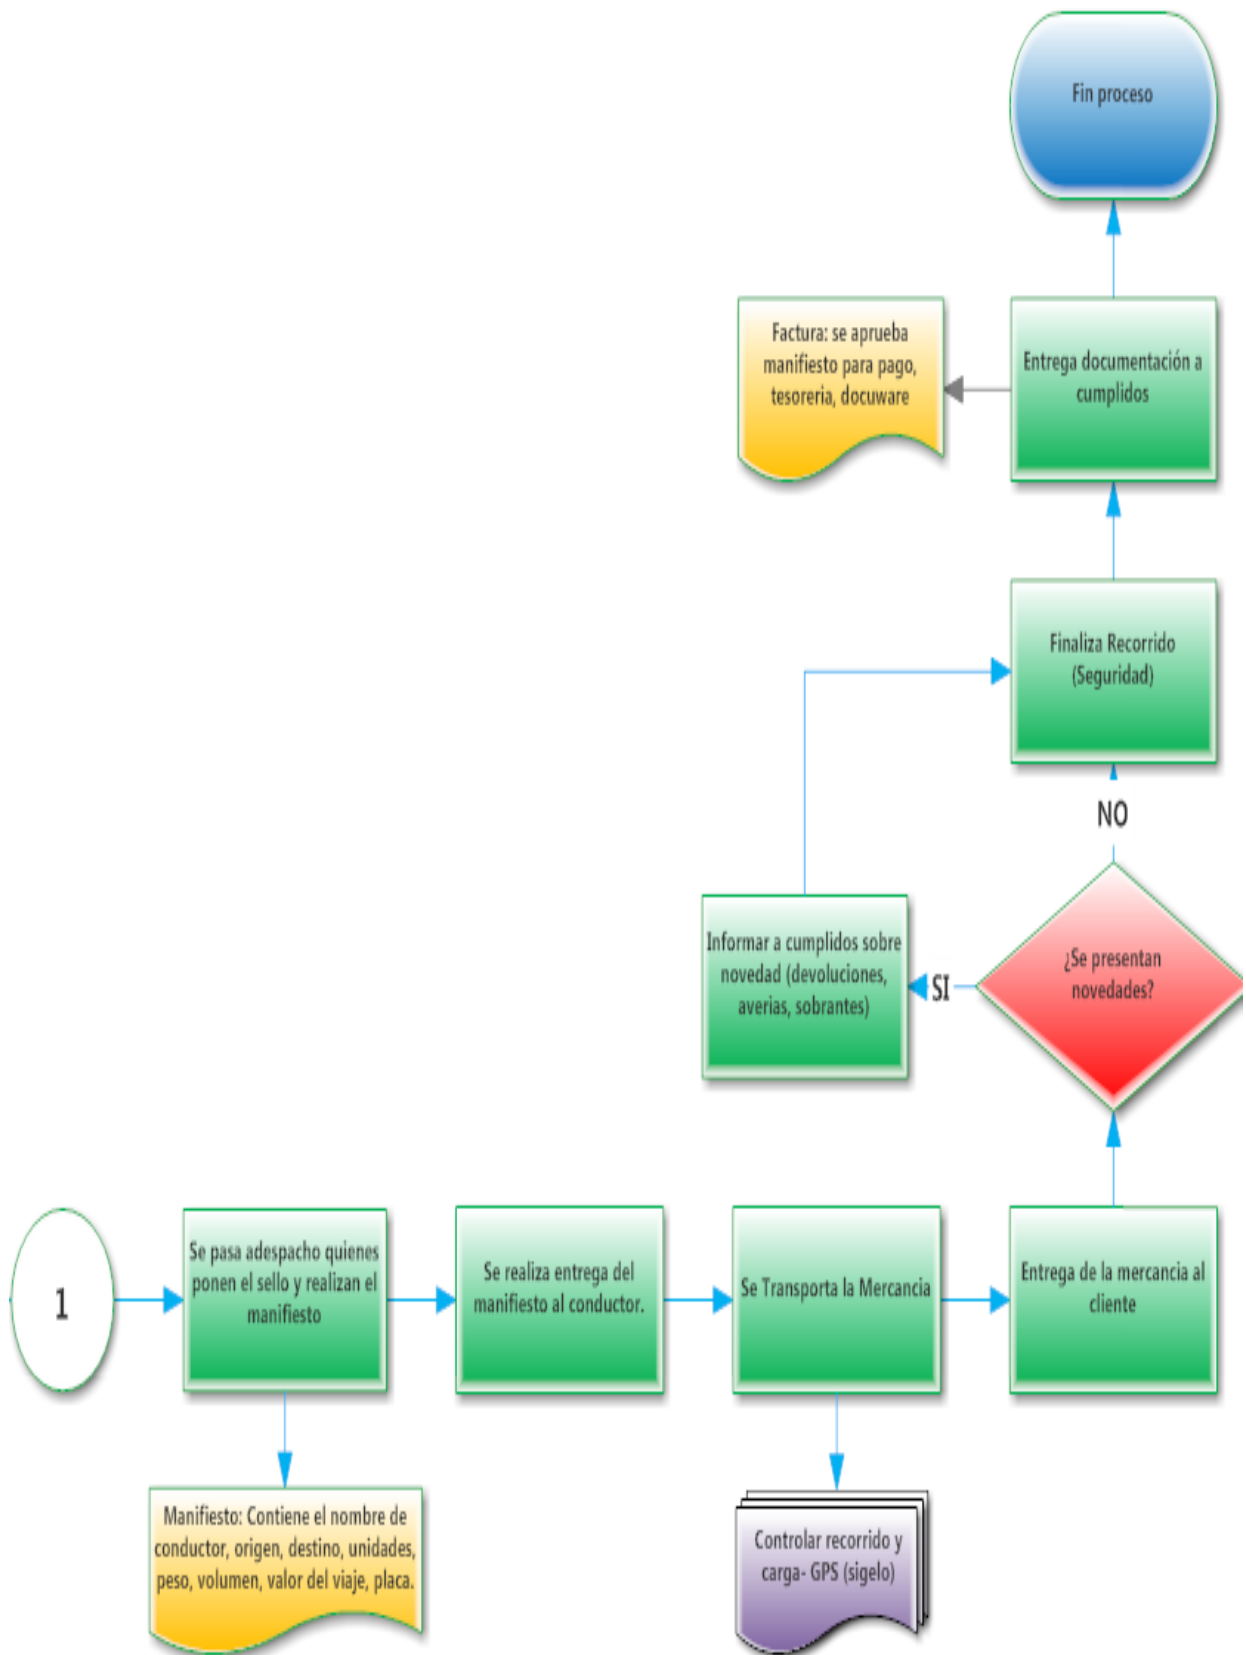 Fin proceso
Factura: se aprueba
manifiesto para pago,
tesoreria, docuware
Entrega documentación a
cumplidos
Finaliza Recorrido
(Seguridad)
NO
Informar a cumplidos sobre
novedad (devoluciones,
averias, sobrantes)
SI
¿Se presentan
novedades?
1
Se pasa adespacho quienes
ponen el sello y realizan el
manifiesto
Se realiza entrega del
manifiesto al conductor.
Se Transporta la Mercancia
Entrega de la mercancia al
cliente
Manifiesto: Contiene el nombre de
conductor, origen, destino, unidades,
peso, volumen, valor del viaje, placa.
Controlar recorrido y
carga- GPS (sigelo)